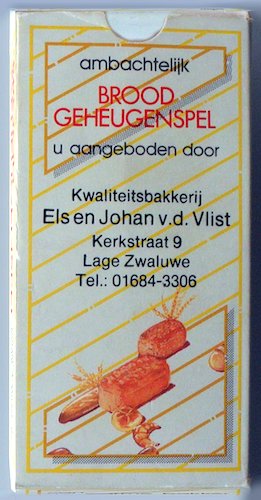 ambachtelijk
BROOD
GEHEUGENSPEL
u aangeboden door
Kwaliteitsbakkerij
Els en Johan v.d. Vlist
Kerkstraat 9
Lage Zwaluwe
Tel.: 01684-3306